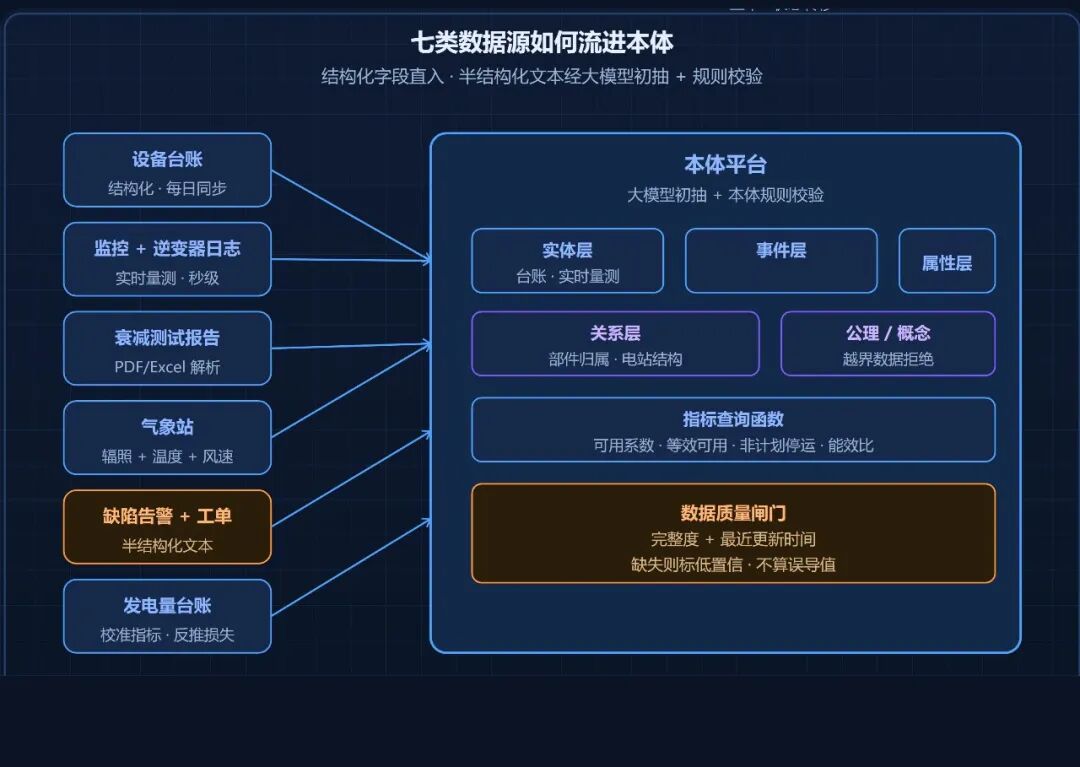 七类数据源如何流进本体
结构化字段直入 · 半结构化文本经大模型初抽 + 规则校验
设备台账
结构化 · 每日同步
监控 + 逆变器日志
实时量测 · 秒级
衰减测试报告
PDF/Excel 解析
气象站
辐照 + 温度 + 风速
缺陷告警 + 工单
半结构化文本
发电量台账
校准指标 · 反推损失
本体平台
大模型初抽 + 本体规则校验
实体层
台账 · 实时量测
事件层
属性层
关系层
部件归属 · 电站结构
公理 / 概念
越界数据拒绝
指标查询函数
可用系数 · 等效可用 · 非计划停运 · 能效比
数据质量闸门
完整度 + 最近更新时间
缺失则标低置信 · 不算误导值